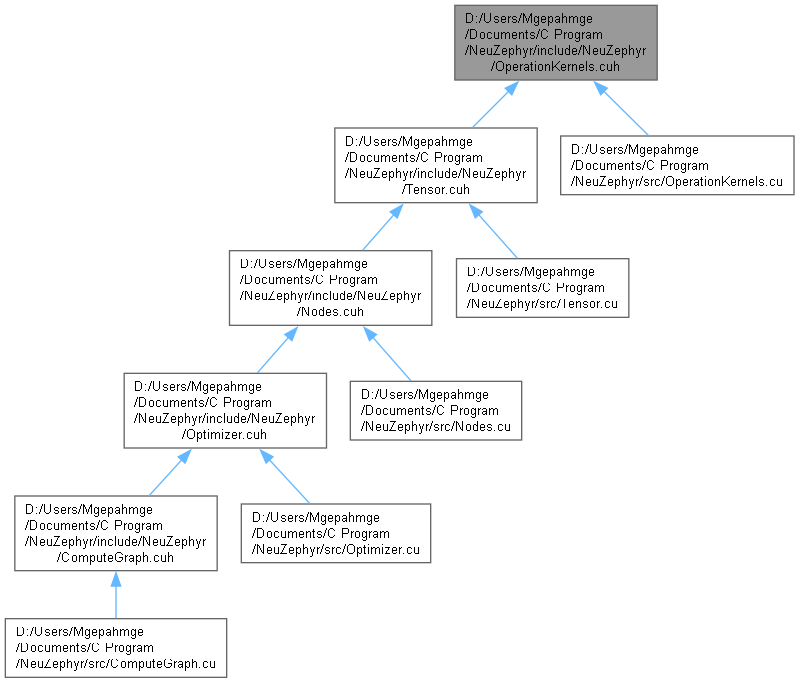 D:/Users/Mgepahmge
/Documents/C Program
/NeuZephyr/include/NeuZephyr
/OperationKernels.cuh
D:/Users/Mgepahmge
/Documents/C Program
/NeuZephyr/include/NeuZephyr
/Tensor.cuh
D:/Users/Mgepahmge
/Documents/C Program
/NeuZephyr/src/OperationKernels.cu
D:/Users/Mgepahmge
/Documents/C Program
/NeuZephyr/include/NeuZephyr
/Nodes.cuh
D:/Users/Mgepahmge
/Documents/C Program
/NeuZephyr/src/Tensor.cu
D:/Users/Mgepahmge
/Documents/C Program
/NeuZephyr/include/NeuZephyr
/Optimizer.cuh
D:/Users/Mgepahmge
/Documents/C Program
/NeuZephyr/src/Nodes.cu
D:/Users/Mgepahmge
/Documents/C Program
/NeuZephyr/include/NeuZephyr
/ComputeGraph.cuh
D:/Users/Mgepahmge
/Documents/C Program
/NeuZephyr/src/Optimizer.cu
D:/Users/Mgepahmge
/Documents/C Program
/NeuZephyr/src/ComputeGraph.cu